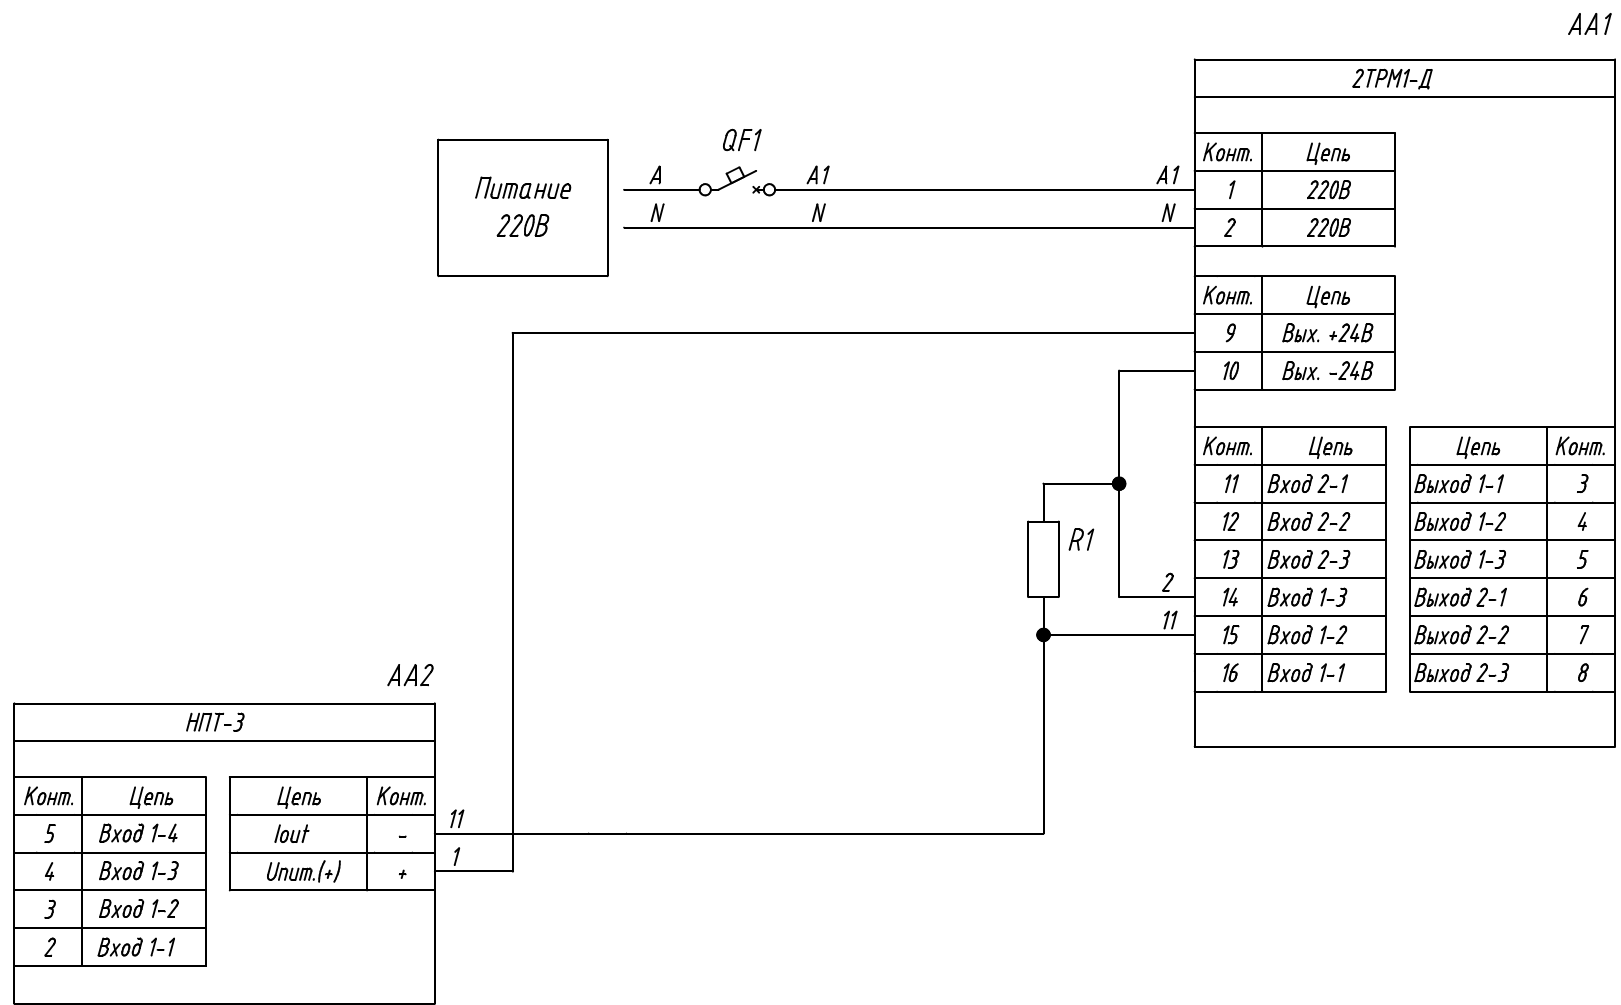 AA1
2ТРМ1-Д
QF1
Конт. Цепь
Питание
220В
A A1 A1 1 220В
N N N 2 220В
Конт. Цепь
9 Вых. +24В
10 Вых. -24В
Конт. Цепь Цепь Конт.
11 Вход 2-1 Выход 1-1 3
12 Вход 2-2 Выход 1-2 4
R1
13 Вход 2-3 Выход 1-3 5
2 14 Вход 1-3 Выход 2-1 6
11 15 Вход 1-2 Выход 2-2 7
16 Вход 1-1 Выход 2-3 8
AA2
НПТ-3
Конт. Цепь Цепь Конт.
5 Вход 1-4 Iout - 11
4 Вход 1-3 Uпит.(+) + 1
3 Вход 1-2
2 Вход 1-1